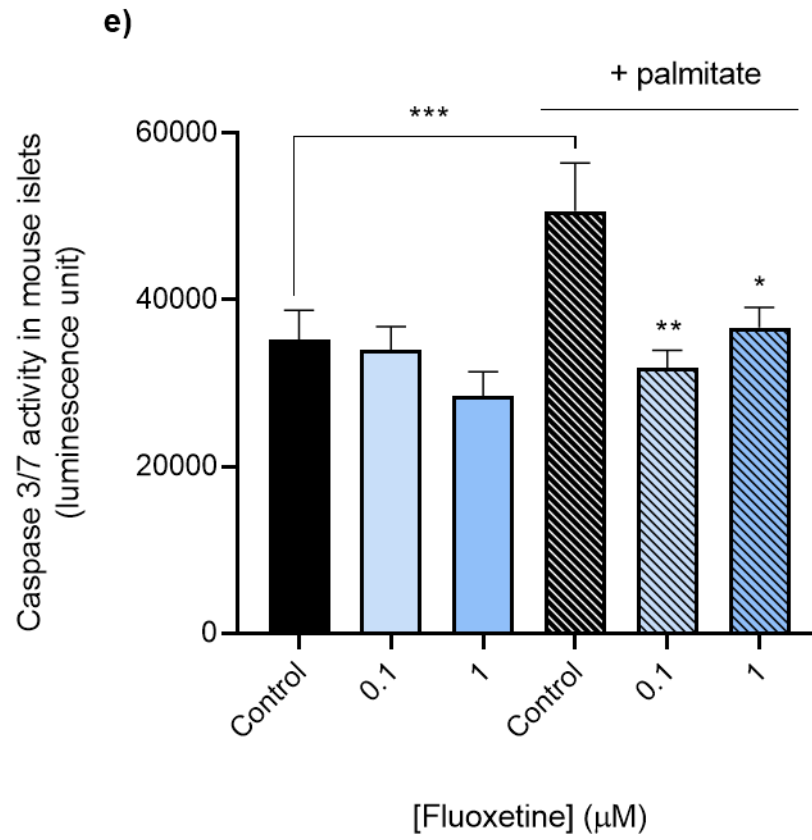 e)
+ palmitate
***
60000
40000
20000
0
*
**
Caspase 3/7 activity in mouse islets
(luminescence unit)
Control
0.1
1
Control
0.1
1
[Fluoxetine] (μM)